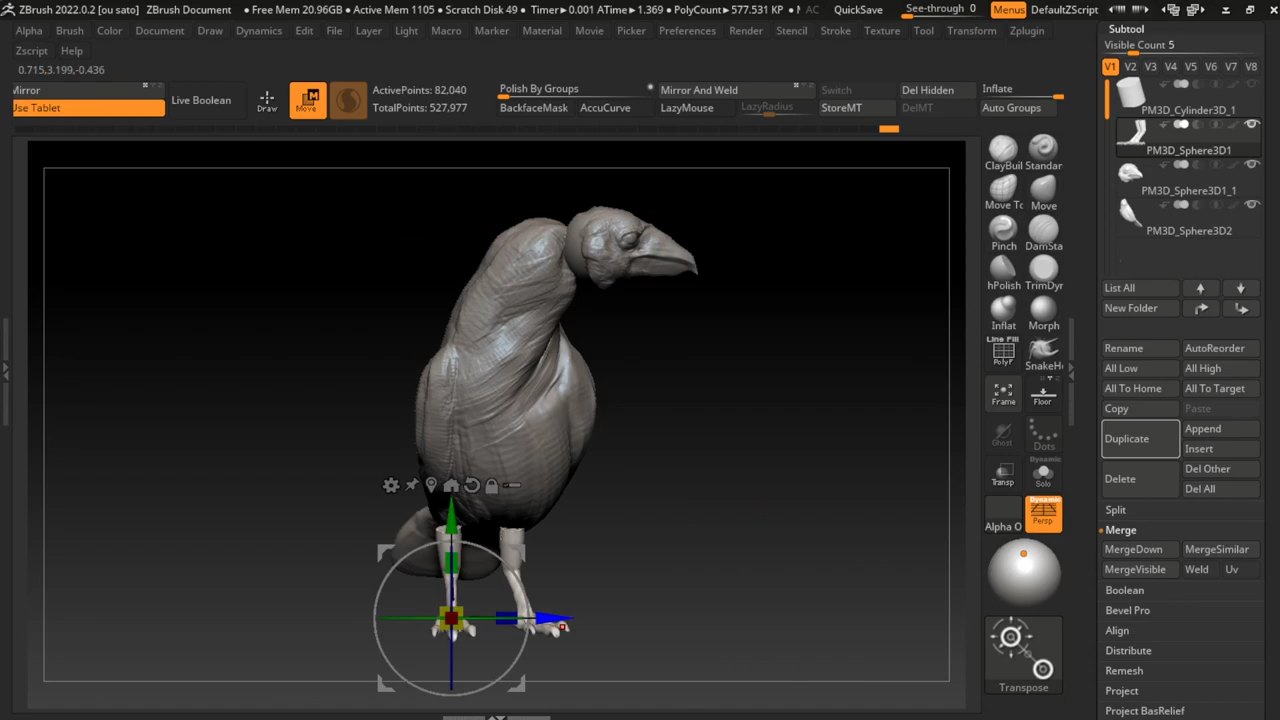 ZBrush 2022.0.2 [ou sato] ZBrush Document • Free Mem 20.96GB • Active Mem 1105 • Scratch Disk 49 • Timer►0.001 ATime►1.369 • PolyCount►577.531 KP • AC QuickSave See-through 0 Menus DefaultZScript
Alpha Brush Color Document Draw Dynamics Edit File Layer Light Macro Marker Material Movie Picker Preferences Render Stencil Stroke Texture Tool Transform Zplugin
Zscript Help
0.715,3.199,-0.436
Mirror
Use Tablet
Live Boolean
Draw
Move
ActivePoints: 82,040
TotalPoints: 527,977
Polish By Groups
BackfaceMask AccuCurve
Mirror And Weld
LazyMouse LazyRadius
Switch
StoreMT
Del Hidden
DelMT
Inflate
Auto Groups
ClayBuil Standar
Move To Move
Pinch DamSta
hPolish TrimDyr
Inflat Morph
Line Fill
PolyF SnakeHo
Frame Floor
Ghost Dots
Transp
Dynamic
Solo
Alpha O
Dynamic
Persp
Transpose
Subtool
Visible Count 5
V1 V2 V3 V4 V5 V6 V7 V8
PM3D_Cylinder3D_1
PM3D_Sphere3D1
PM3D_Sphere3D1_1
PM3D_Sphere3D2
List All
New Folder
Rename AutoReorder
All Low All High
All To Home All To Target
Copy Paste
Duplicate Append
Insert
Delete Del Other
Del All
Split
Merge
MergeDown MergeSimilar
MergeVisible Weld Uv
Boolean
Bevel Pro
Align
Distribute
Remesh
Project
Project BasRelief